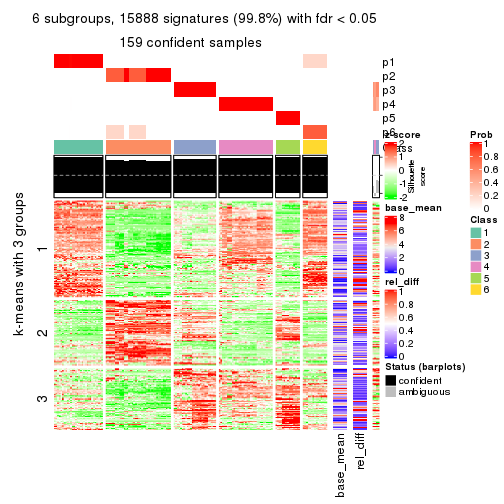 6 subgroups, 15888 signatures (99.8%) with fdr < 0.05
159 confident samples
p1
p2
p3
p4
p5
p6
Class
Silhouette
score
k-means with 3 groups
1
2
3
base_mean
rel_diff
z-score
2
1
0
-1
-2
base_mean
8
6
4
2
0
rel_diff
1
0.8
0.6
0.4
0.2
0
Status (barplots)
confident
ambiguous
Prob
1
0.8
0.6
0.4
0.2
0
Class
1
2
3
4
5
6